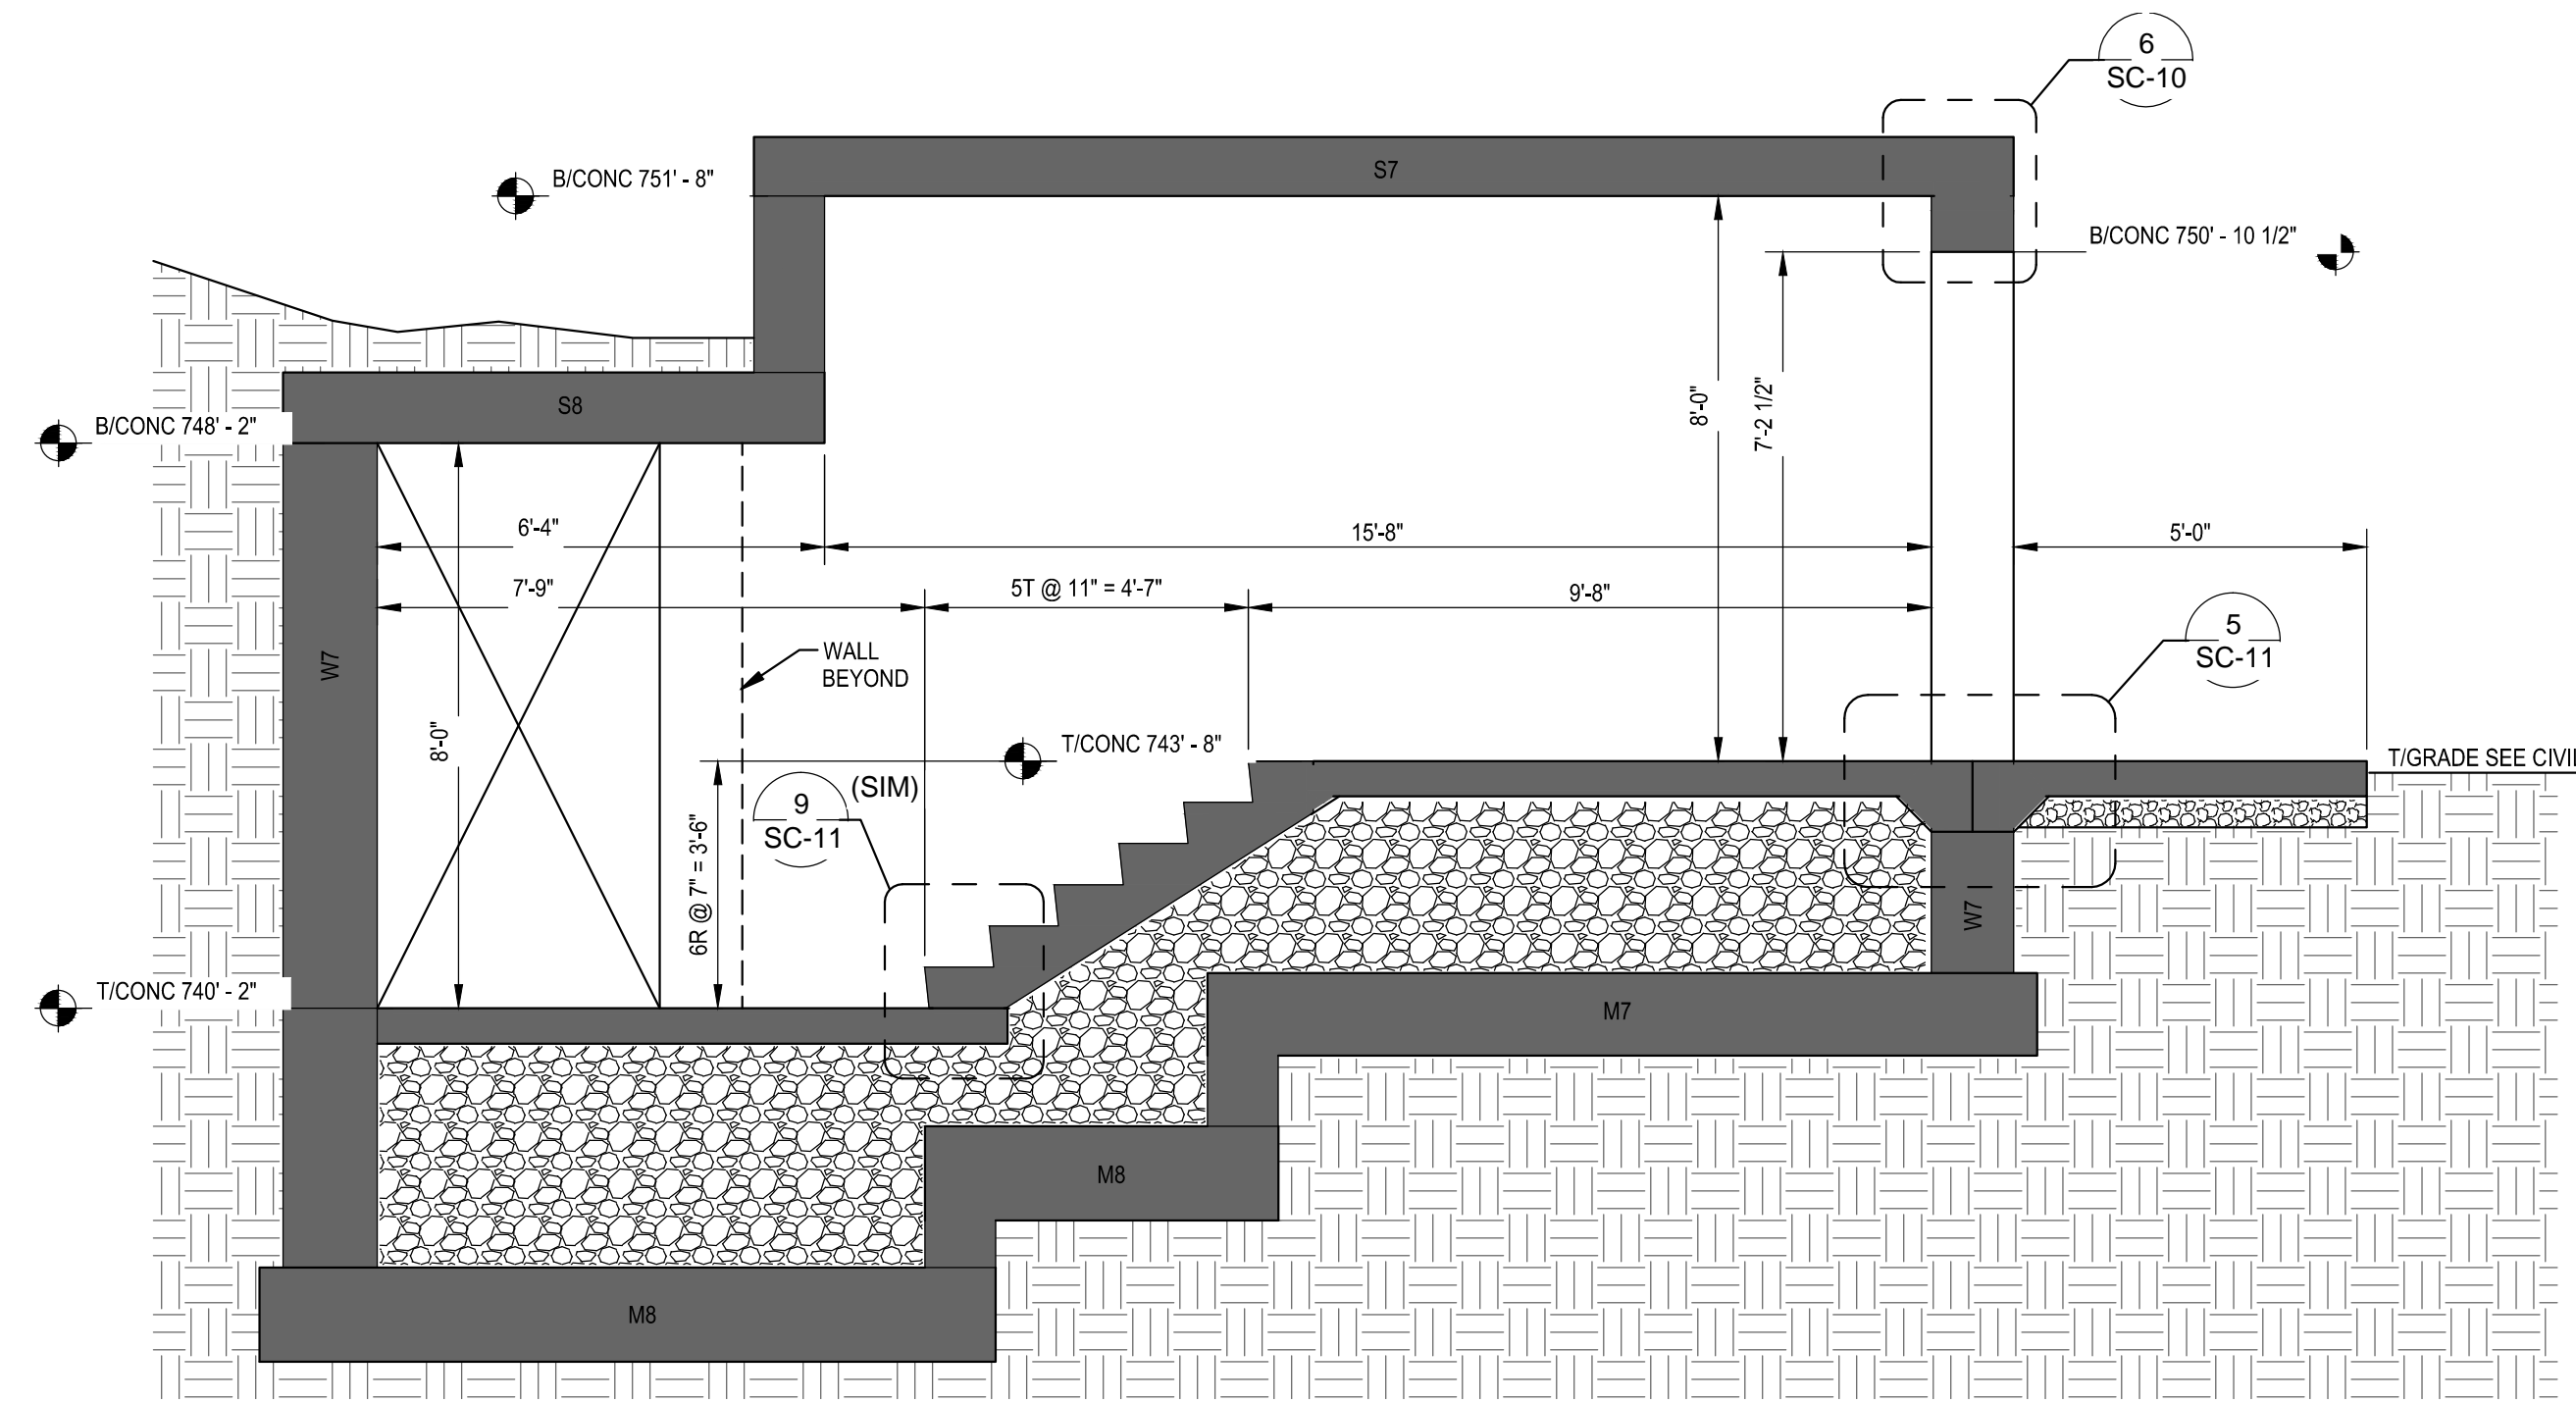 6
SC-10
B/CONC 751' - 8"
S7
B/CONC 750' - 10 1/2"
S8
B/CONC 748' - 2"
8'-0"
7'-2 1/2"
6'-4"
15'-8"
5'-0"
7'-9"
5T @ 11" = 4'-7"
9'-8"
5
SC-11
W7
WALL
BEYOND
8'-0"
T/CONC 743' - 8"
T/GRADE SEE CIVI
9
SC-11
(SIM)
6R @ 7" = 3'-6"
W7
T/CONC 740' - 2"
M7
M8
M8